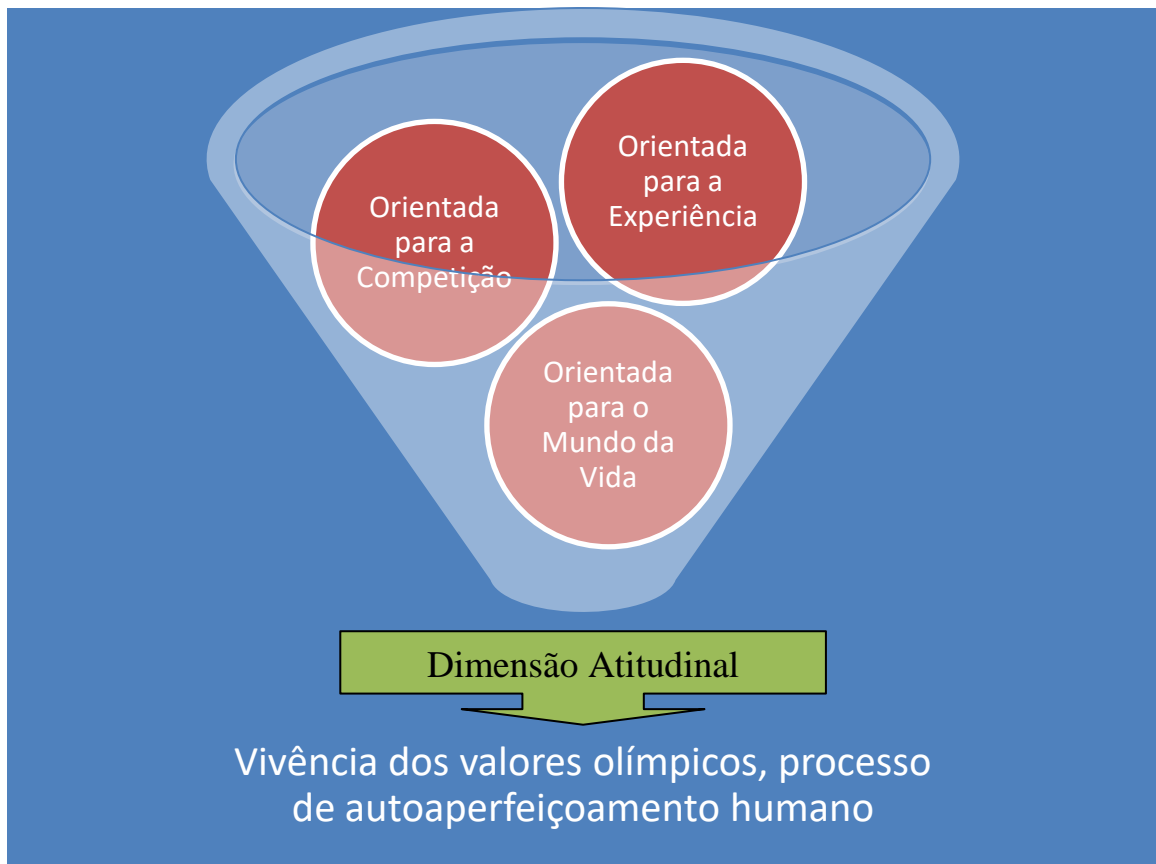 Orientada
para a
Experiência
Orientada
para a
Competição
Orientada
para o
Mundo da
Vida
Dimensão Atitudinal
Vivência dos valores olímpicos, processo
de autoaperfeiçoamento humano